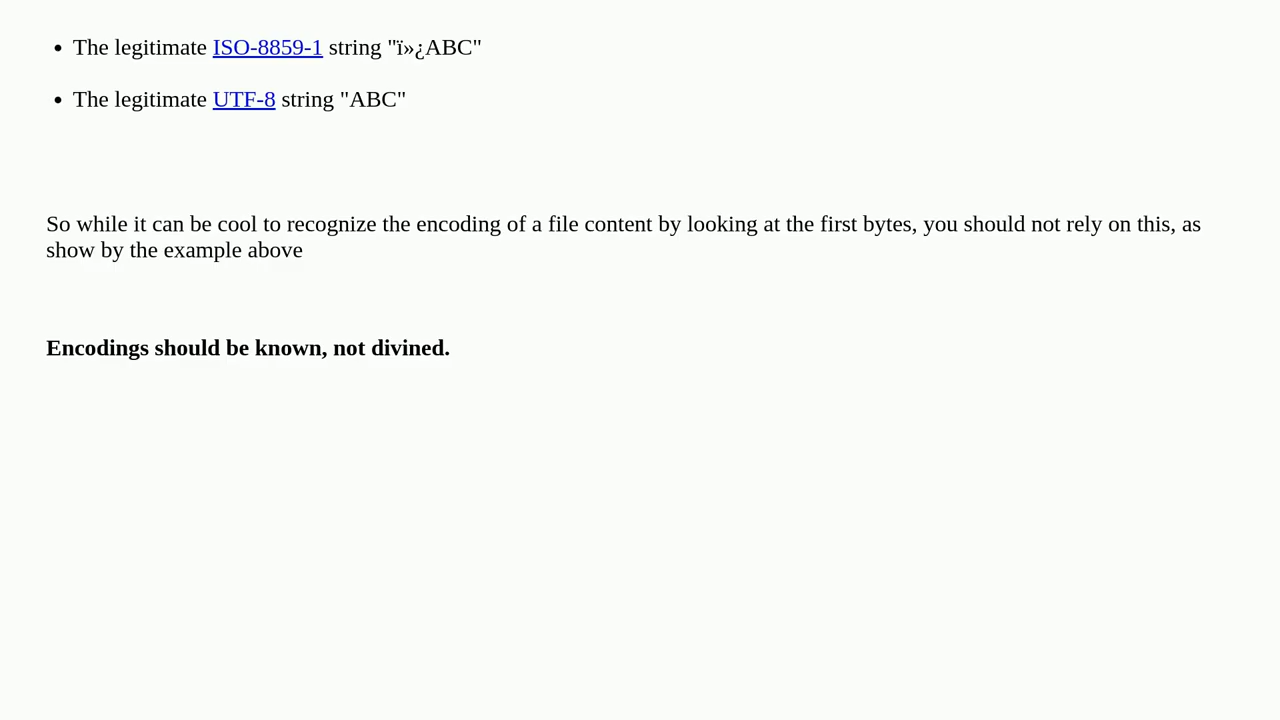 • The legitimate ISO-8859-1 string "ï»¿ABC"
• The legitimate UTF-8 string "ABC"
So while it can be cool to recognize the encoding of a file content by looking at the first bytes, you should not rely on this, as
show by the example above
Encodings should be known, not divined.